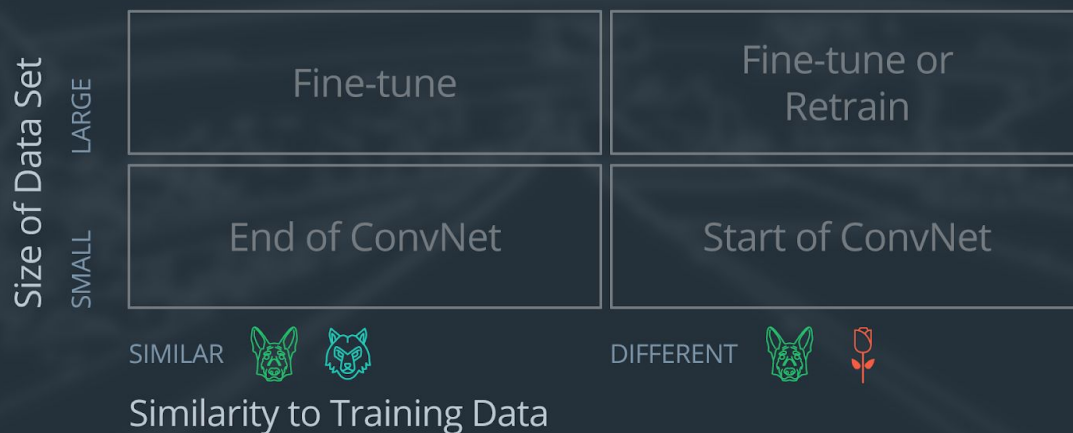 Size of Data Set
LARGE
Fine-tune
Fine-tune or
Retrain
SMALL
End of ConvNet
Start of ConvNet
SIMILAR
DIFFERENT
Similarity to Training Data